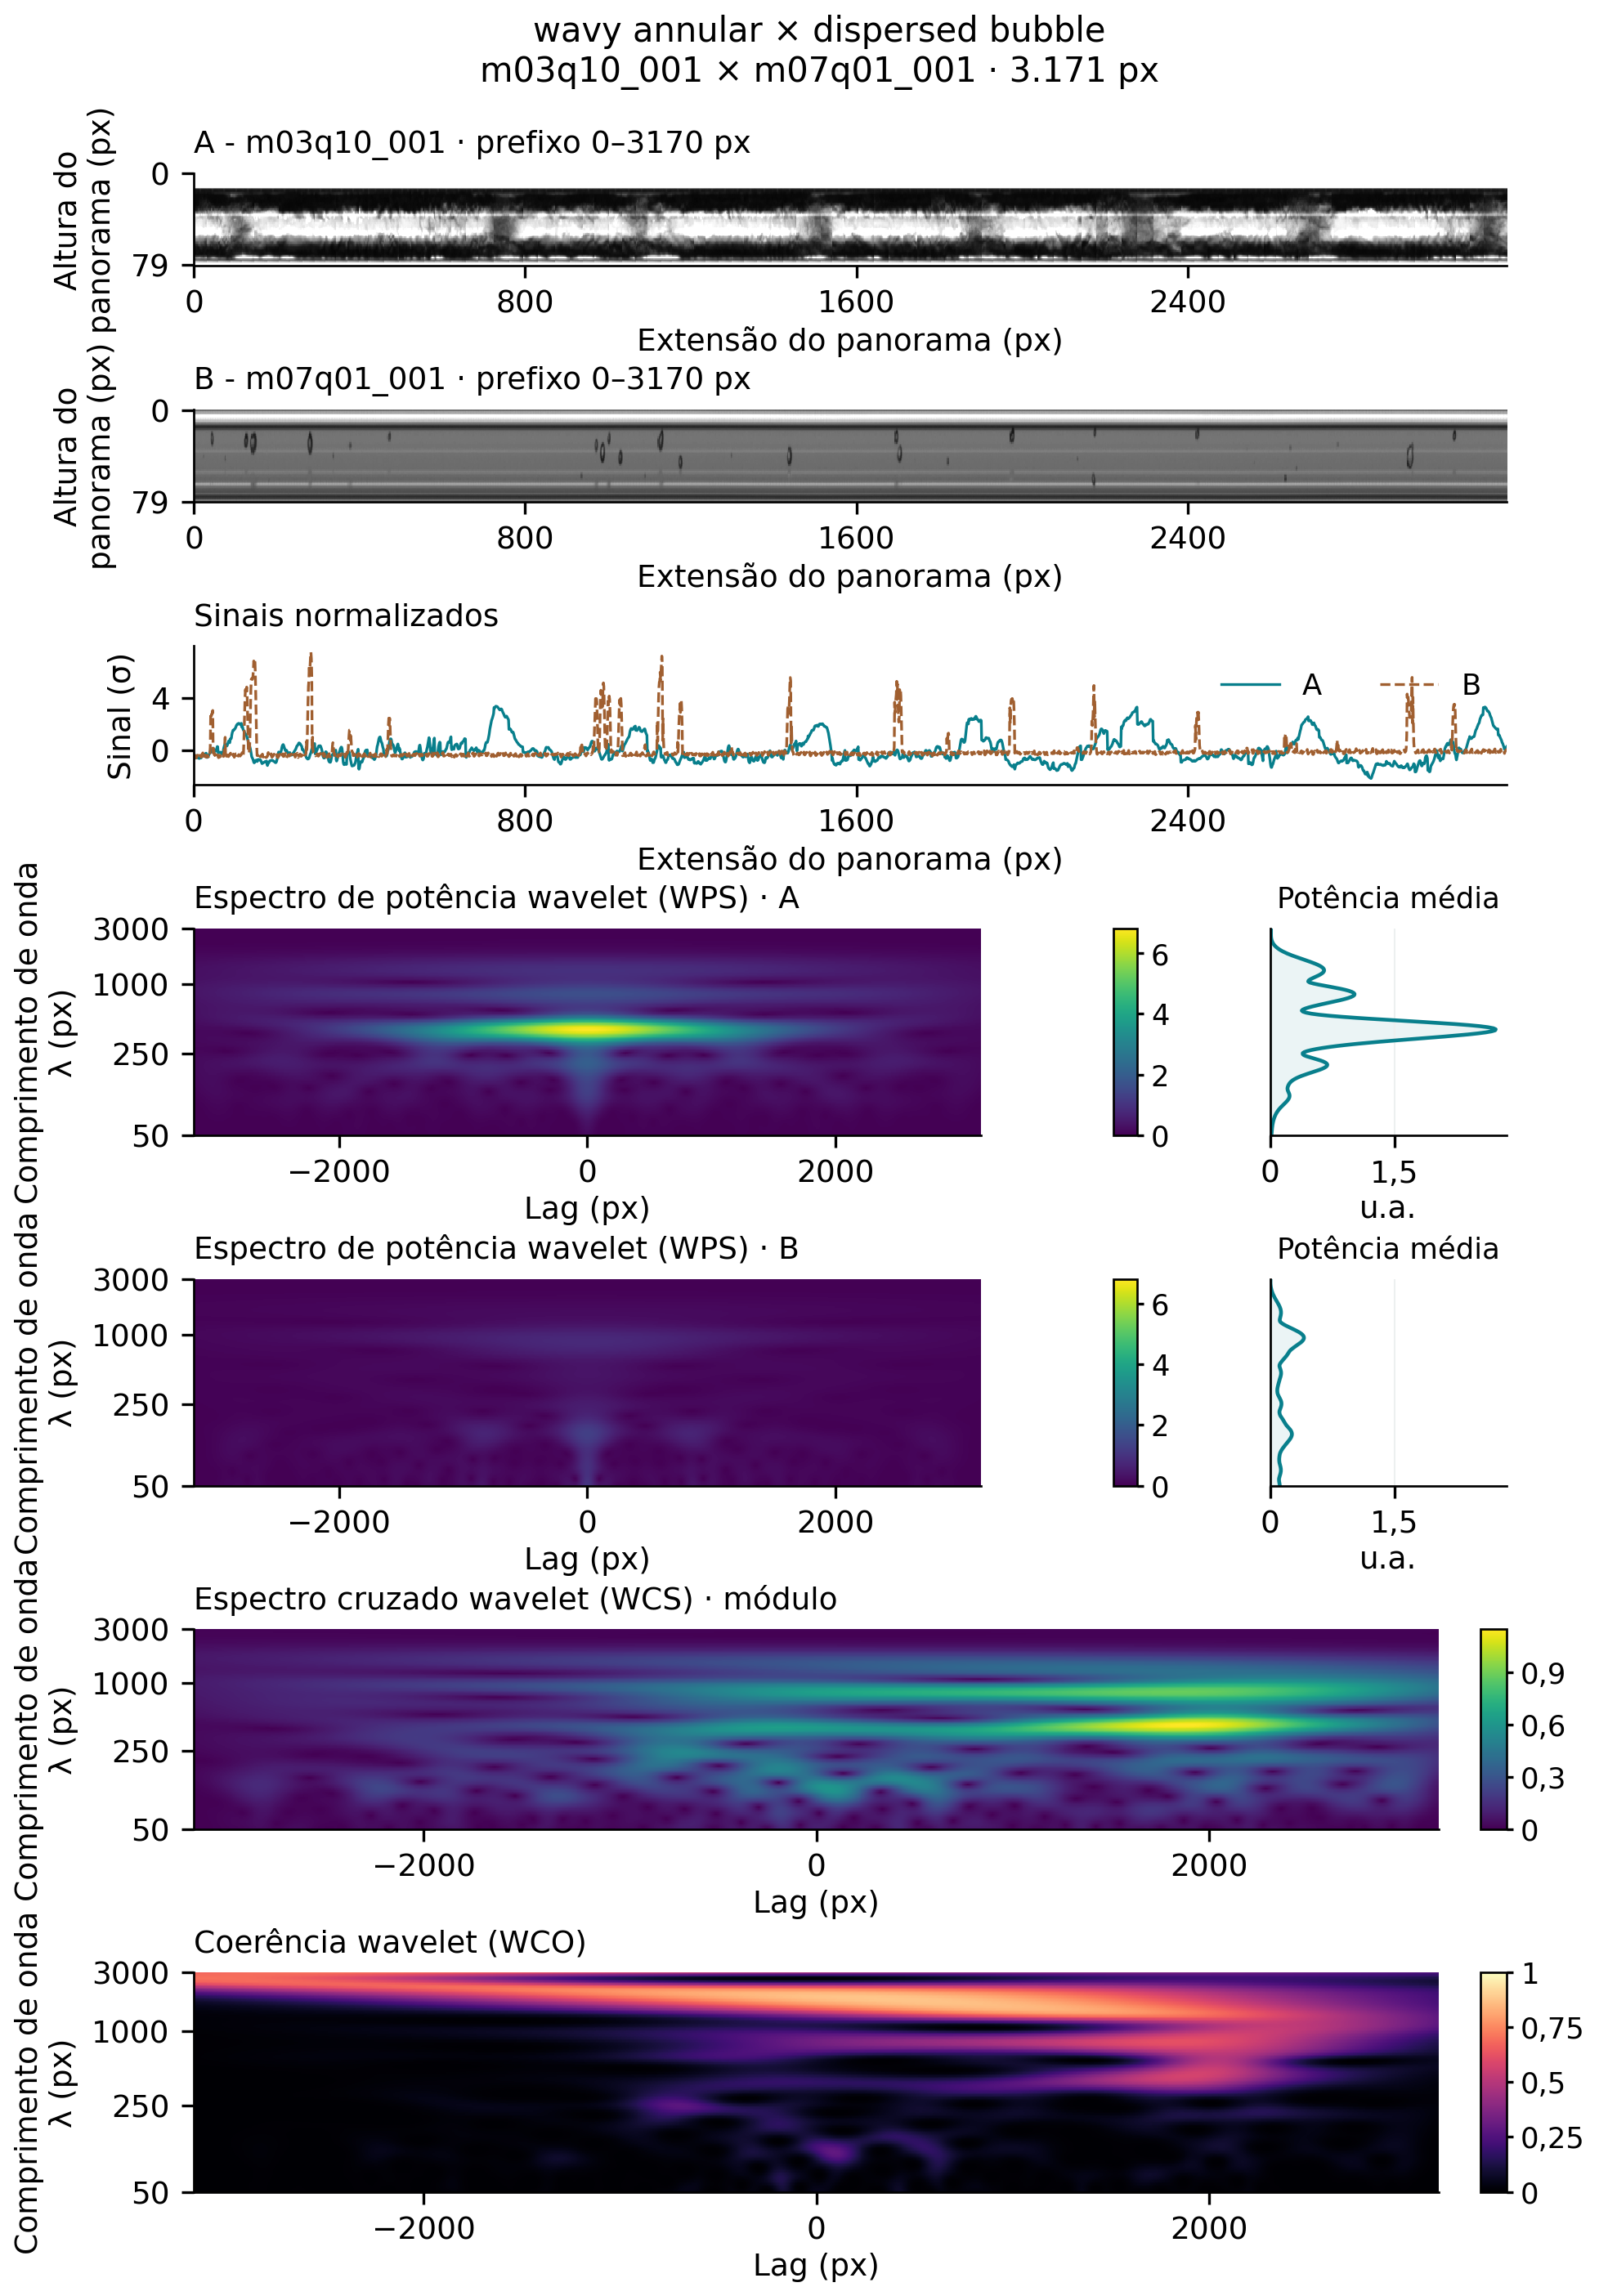 wavy annular × dispersed bubble
m03q10_001 × m07q01_001 · 3.171 px
A - m03q10_001 · prefixo 0–3170 px
Altura do
panorama (px)
0
79
0 800 1600 2400
Extensão do panorama (px)
B - m07q01_001 · prefixo 0–3170 px
Altura do
panorama (px)
0
79
0 800 1600 2400
Extensão do panorama (px)
Sinais normalizados
Sinal (σ)
4
0
A B
0 800 1600 2400
Extensão do panorama (px)
Espectro de potência wavelet (WPS) · A
Comprimento de onda
λ (px)
3000
1000
250
50
−2000 0 2000
Lag (px)
6
4
2
0
Potência média
0 1,5
u.a.
Espectro de potência wavelet (WPS) · B
Comprimento de onda
λ (px)
3000
1000
250
50
−2000 0 2000
Lag (px)
6
4
2
0
Potência média
0 1,5
u.a.
Espectro cruzado wavelet (WCS) · módulo
Comprimento de onda
λ (px)
3000
1000
250
50
−2000 0 2000
Lag (px)
0,9
0,6
0,3
0
Coerência wavelet (WCO)
Comprimento de onda
λ (px)
3000
1000
250
50
−2000 0 2000
Lag (px)
1
0,75
0,5
0,25
0